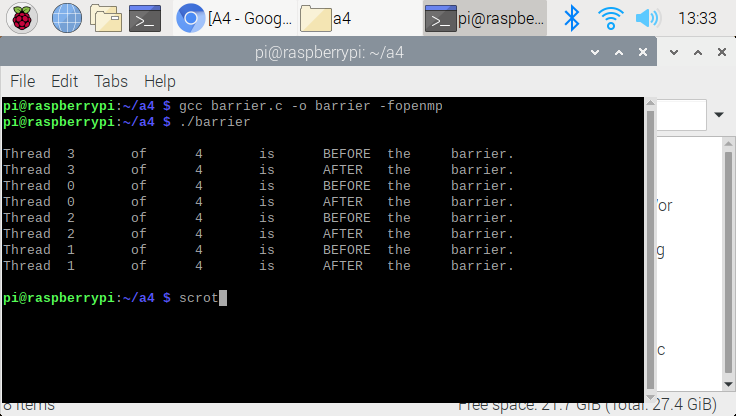 [A4 - Goog...
a4
pi@raspbe...
13:33
pi@raspberrypi: ~/a4
File Edit Tabs Help
pi@raspberrypi:~/a4 $ gcc barrier.c -o barrier -fopenmp
pi@raspberrypi:~/a4 $ ./barrier
Thread 3 of 4 is BEFORE the barrier.
Thread 3 of 4 is AFTER the barrier.
Thread 0 of 4 is BEFORE the barrier.
Thread 0 of 4 is AFTER the barrier.
Thread 2 of 4 is BEFORE the barrier.
Thread 2 of 4 is AFTER the barrier.
Thread 1 of 4 is BEFORE the barrier.
Thread 1 of 4 is AFTER the barrier.
pi@raspberrypi:~/a4 $ scrot
8 items
Free space: 21.7 GiB (Total: 27.4 GiB)